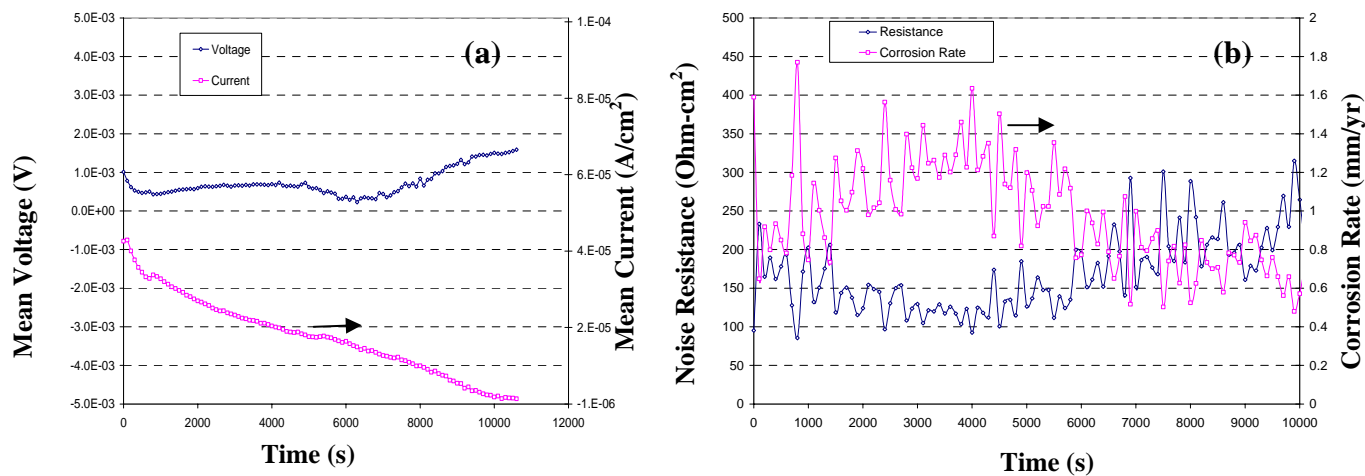 5.0E-03
4.0E-03
3.0E-03
2.0E-03
1.0E-03
0.0E+00
-1.0E-03
-2.0E-03
-3.0E-03
-4.0E-03
-5.0E-03
Mean Voltage (V)
Voltage
Current
(a)
1.E-04
8.E-05
6.E-05
4.E-05
2.E-05
-1.E-06
Mean Current (A/cm²)
0
2000
4000
6000
8000
10000
12000
Time (s)
500
450
400
350
300
250
200
150
100
50
0
Noise Resistance (Ohm-cm²)
Resistance
Corrosion Rate
(b)
2
1.8
1.6
1.4
1.2
1
0.8
0.6
0.4
0.2
0
Corrosion Rate (mm/yr)
0
1000
2000
3000
4000
5000
6000
7000
8000
9000
10000
Time (s)